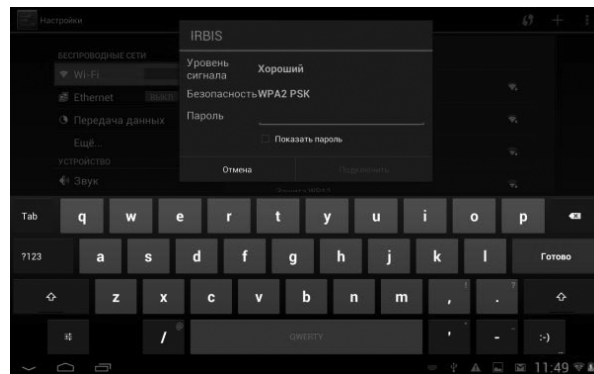 Настройки
IRBIS
БЕСПРОВОДНЫЕ СЕТИ
Уровень сигнала Хороший
Wi-Fi
Безопасность WPA2 PSK
Ethernet ВЫКЛ
Пароль
Передача данных
Показать пароль
Ещё...
УСТРОЙСТВО
Отмена Подключить
Звук
Tab q w e r t y u i o p
?123 a s d f g h j k l Готово
z x c v b n m , ! . ?
/ QWERTY ' - :-)
11:49